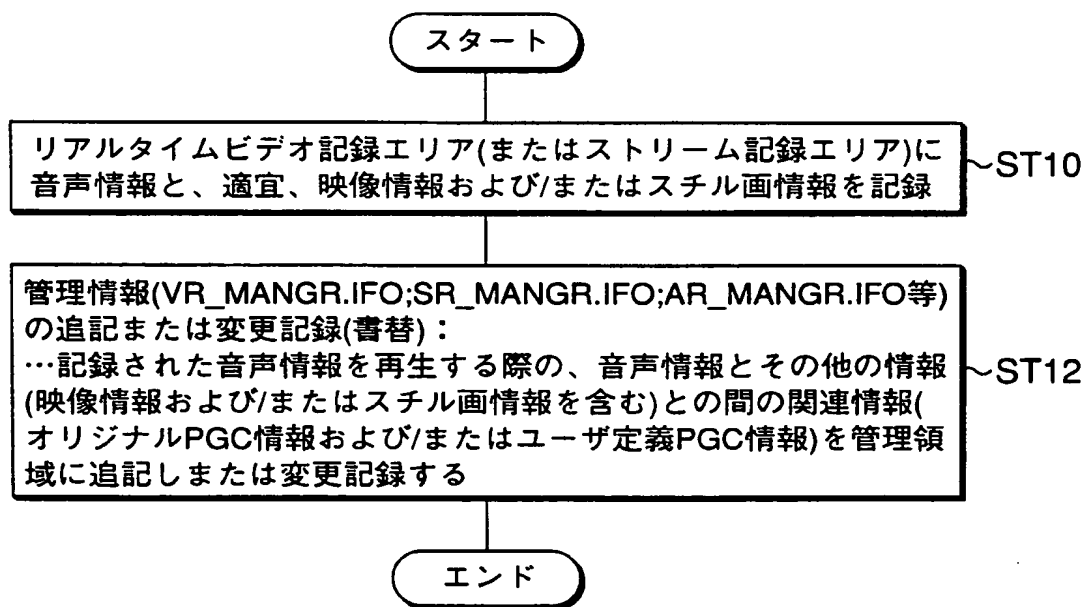 スタート
リアルタイムビデオ記録エリア(またはストリーム記録エリア)に
音声情報と、適宜、映像情報および/またはスチル画情報を記録
~ST10
管理情報(VR_MANGR.IFO;SR_MANGR.IFO;AR_MANGR.IFO等)
の追記または変更記録(書替)：
…記録された音声情報を再生する際の、音声情報とその他の情報
(映像情報および/またはスチル画情報を含む)との間の関連情報(
オリジナルPGC情報および/またはユーザ定義PGC情報)を管理領
域に追記しまたは変更記録する
~ST12
エンド